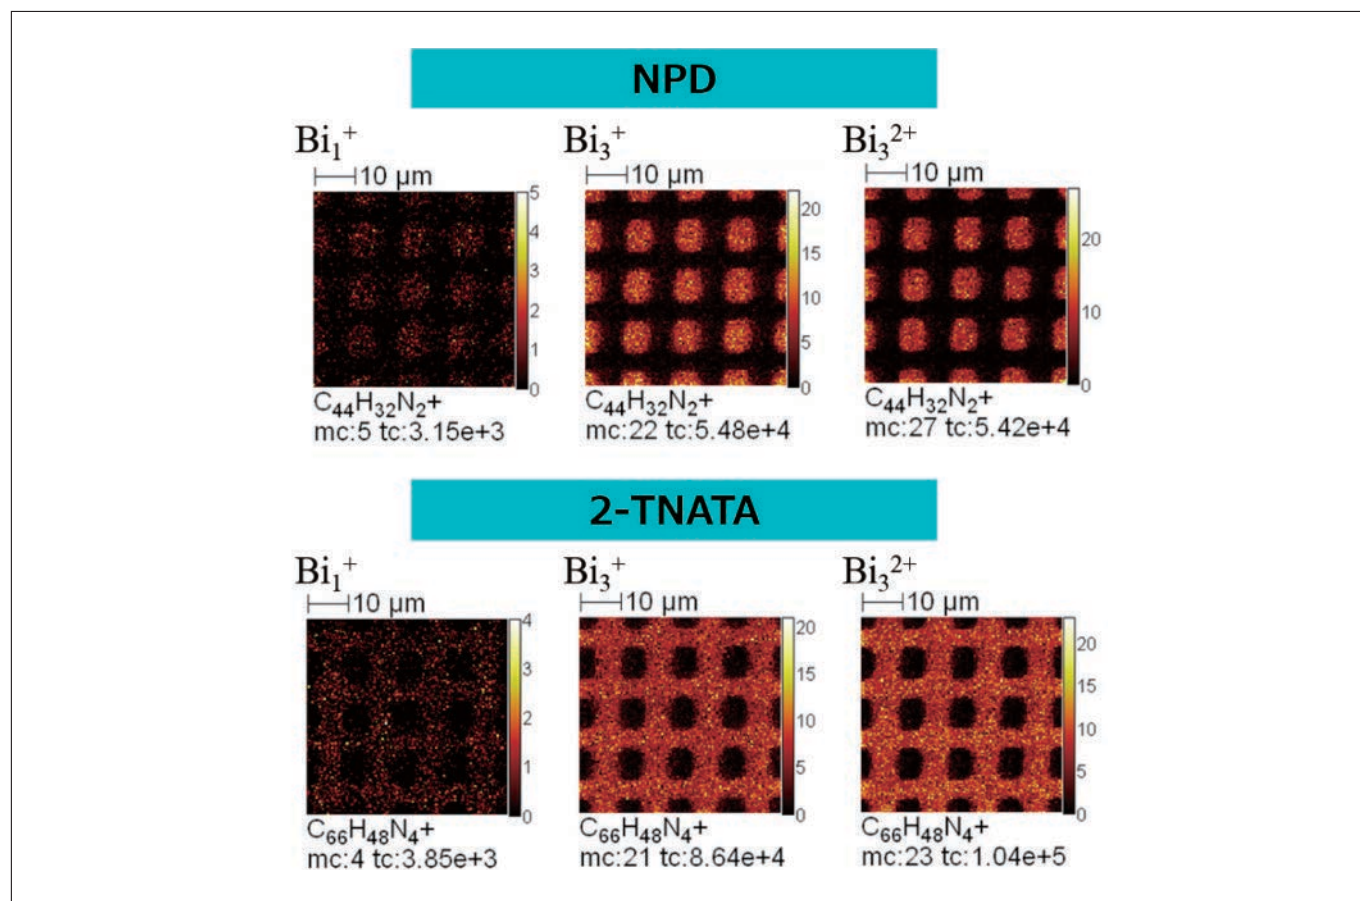 NPD
Bi₁⁺ Bi₃⁺ Bi₃²⁺
10 µm 10 µm 10 µm
5 4 3 2 1 0
20 15 10 5 0
20 10 0
C₄₄H₃₂N₂+ C₄₄H₃₂N₂+ C₄₄H₃₂N₂+
mc:5 tc:3.15e+3 mc:22 tc:5.48e+4 mc:27 tc:5.42e+4
2-TNATA
Bi₁⁺ Bi₃⁺ Bi₃²⁺
10 µm 10 µm 10 µm
4 3 2 1 0
20 15 10 5 0
20 15 10 5 0
C₆₆H₄₈N₄+ C₆₆H₄₈N₄+ C₆₆H₄₈N₄+
mc:4 tc:3.85e+3 mc:21 tc:8.64e+4 mc:23 tc:1.04e+5